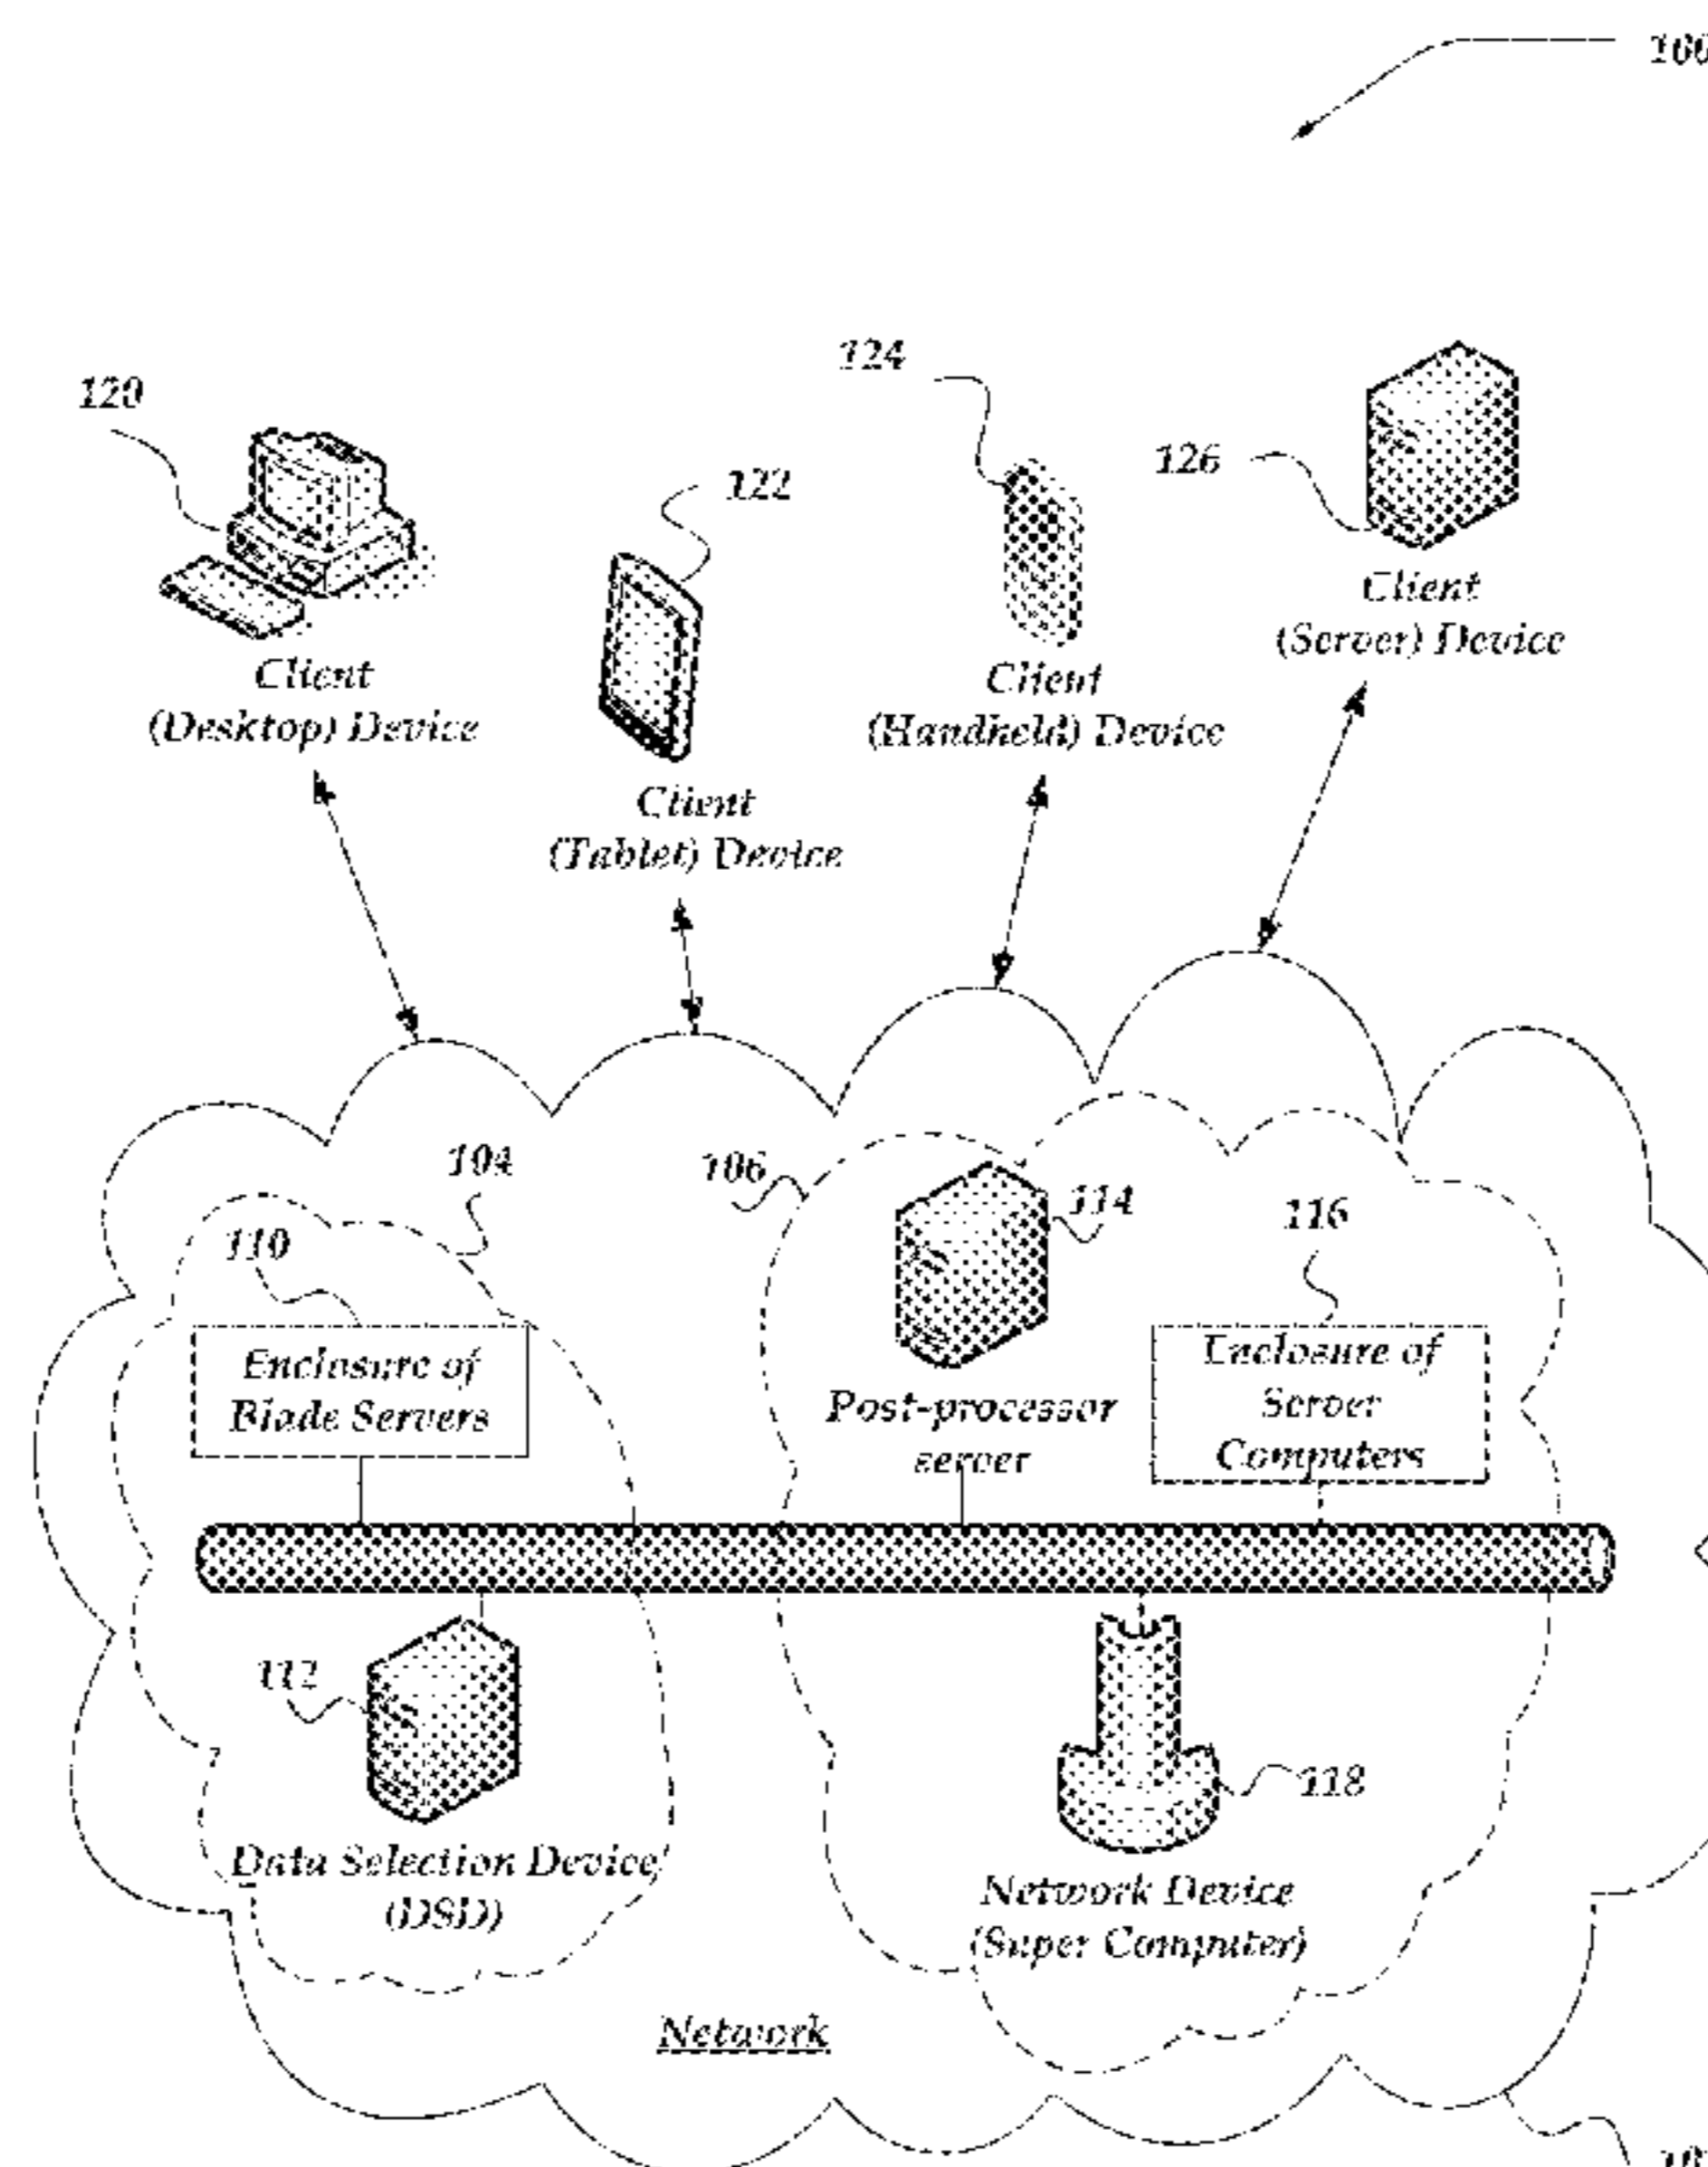 100
124
120
126
122
Client
(Server) Device
Client
(Desktop) Device
Client
(Handheld) Device
Client
(Tablet) Device
104
106
114
116
110
Enclosure of
Blade Servers
Enclosure of
Server
Computers
Post-processor
server
112
118
Data Selection Device
(DSD)
Network Device
(Super Computer)
Network